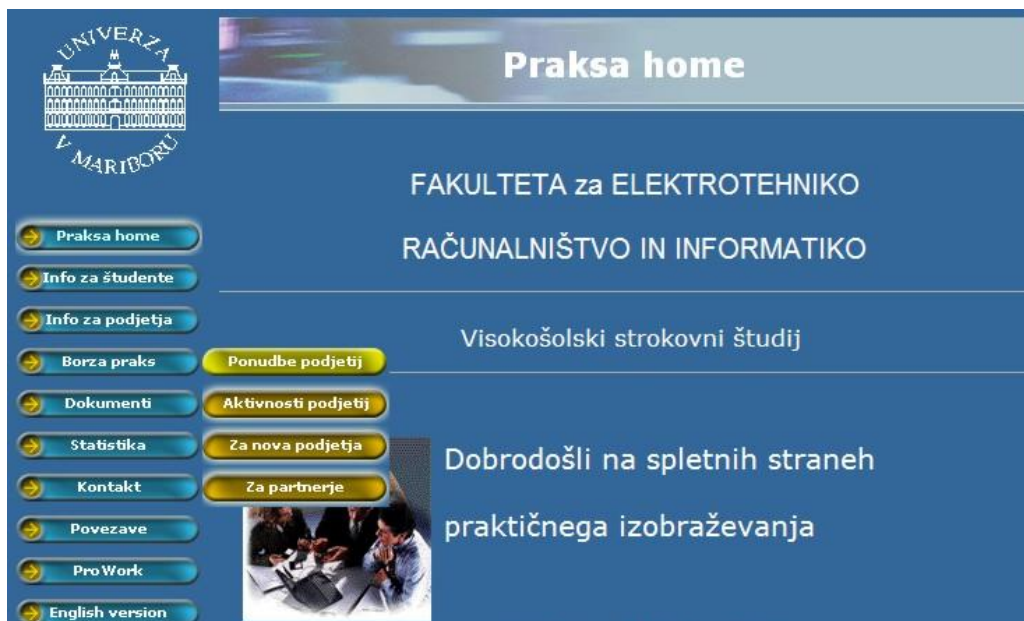 UNIVERZA
V MARIBORU
Praksa home
FAKULTETA za ELEKTROTEHNIKO
RAČUNALNIŠTVO IN INFORMATIKO
Visokošolski strokovni študij
Praksa home
Info za študente
Info za podjetja
Borza praks
Ponudbe podjetij
Dokumenti
Aktivnosti podjetij
Statistika
Za nova podjetja
Kontakt
Za partnerje
Povezave
ProWork
English version
Dobrodošli na spletnih straneh
praktičnega izobraževanja